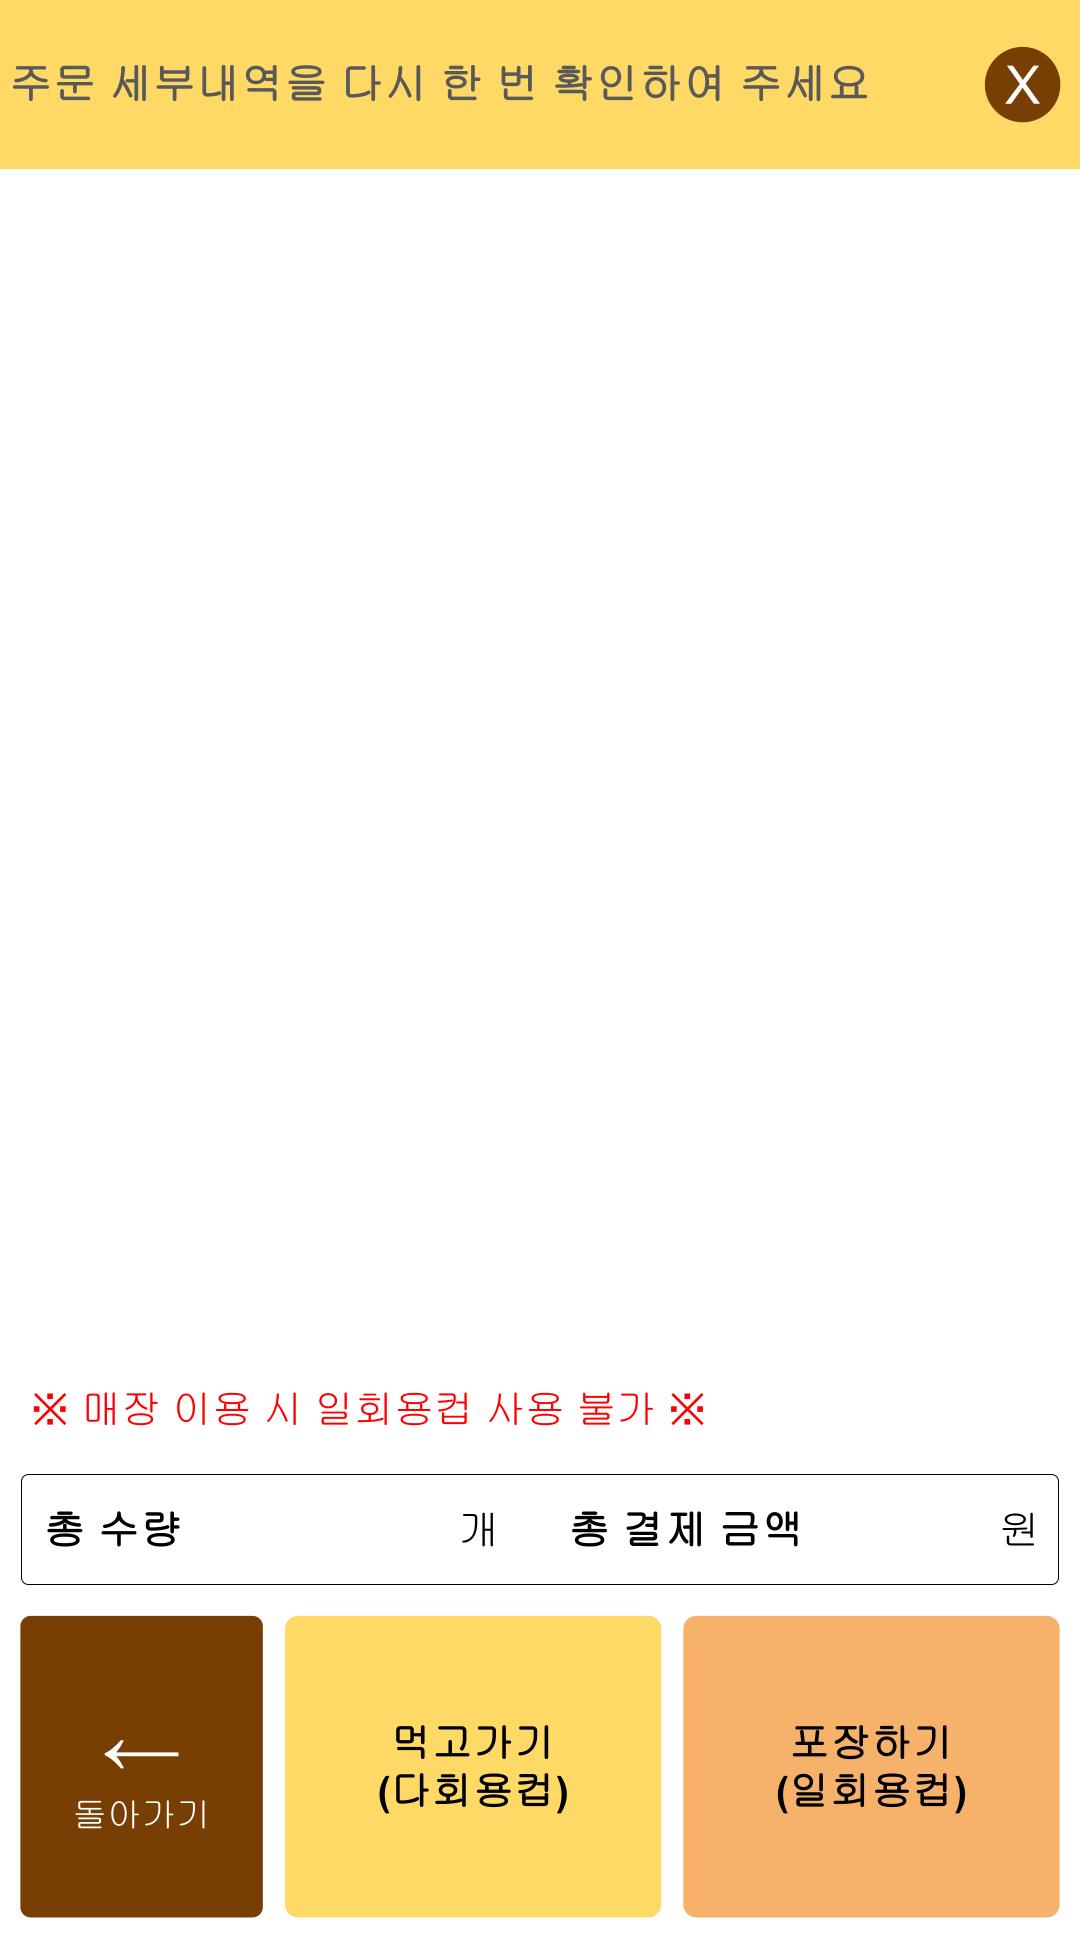 주문 세부내역을 다시 한 번 확인하여 주세요
X
※ 매장 이용 시 일회용컵 사용 불가 ※
총 수량 개 총 결제 금액 원
←
돌아가기
먹고가기
(다회용컵)
포장하기
(일회용컵)